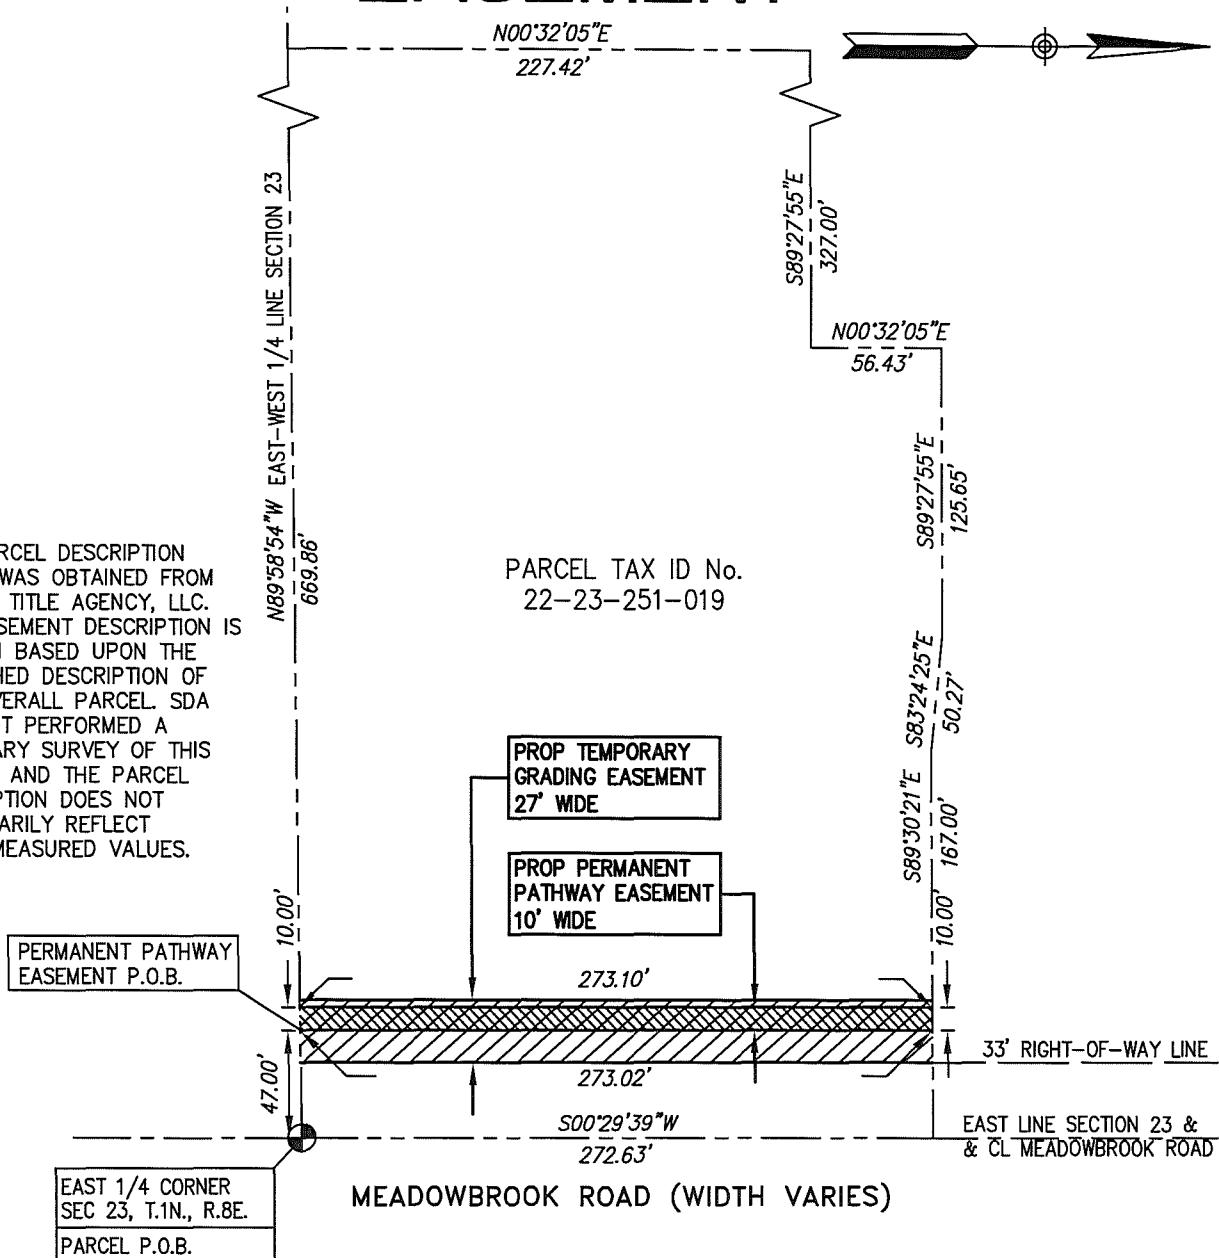 N00°32'05"E
227.42'
N89°58'54"W EAST-WEST 1/4 LINE SECTION 23
669.86'
S89°27'55"E
327.00'
N00°32'05"E
56.43'
S89°27'55"E
125.65'
S83°24'25"E
50.27'
S89°30'21"E
167.00'
RCEL DESCRIPTION
WAS OBTAINED FROM
TITLE AGENCY, LLC.
SEMENT DESCRIPTION IS
BASED UPON THE
HED DESCRIPTION OF
VERALL PARCEL. SDA
T PERFORMED A
ARY SURVEY OF THIS
AND THE PARCEL
PTION DOES NOT
ARILY REFLECT
MEASURED VALUES.
PARCEL TAX ID No.
22-23-251-019
PROP TEMPORARY
GRADING EASEMENT
27' WIDE
PROP PERMANENT
PATHWAY EASEMENT
10' WIDE
10.00'
10.00'
PERMANENT PATHWAY
EASEMENT P.O.B.
273.10'
273.02'
47.00'
33' RIGHT-OF-WAY LINE
S00°29'39"W
272.63'
EAST LINE SECTION 23 &
& CL MEADOWBROOK ROAD
EAST 1/4 CORNER
SEC 23, T.1N., R.8E.
PARCEL P.O.B.
MEADOWBROOK ROAD (WIDTH VARIES)